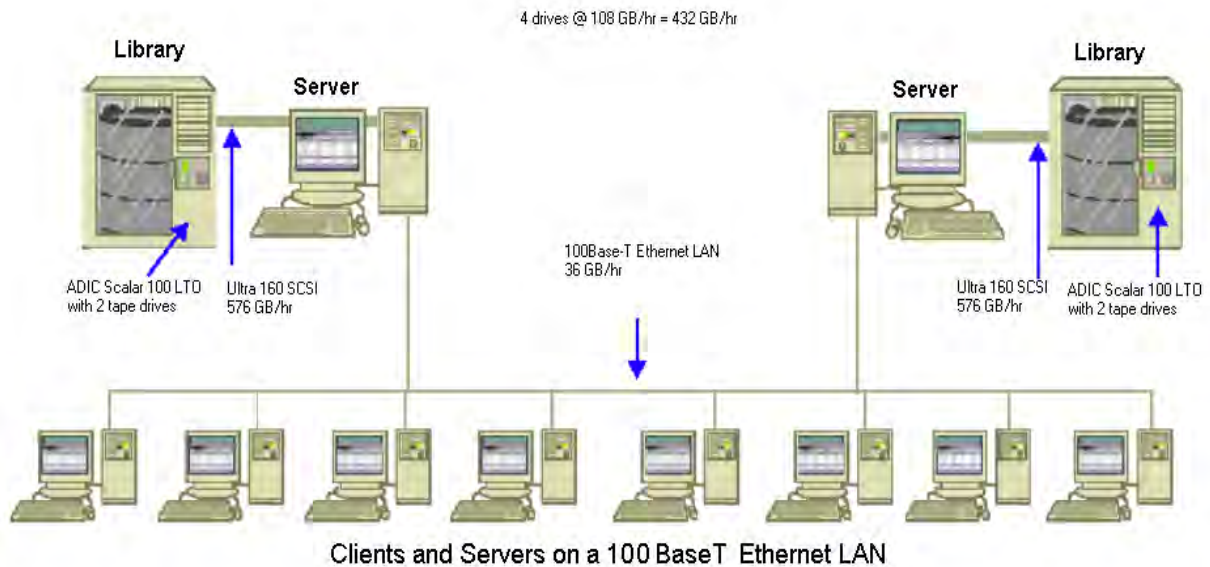 4 drives @ 108 GB/hr = 432 GB/hr
Library
Server
Server
Library
ADIC Scalar 100 LTO
with 2 tape drives
Ultra 160 SCSI
576 GB/hr
100Base-T Ethernet LAN
36 GB/hr
Ultra 160 SCSI
576 GB/hr
ADIC Scalar 100 LTO
with 2 tape drives
Clients and Servers on a 100 BaseT Ethernet LAN